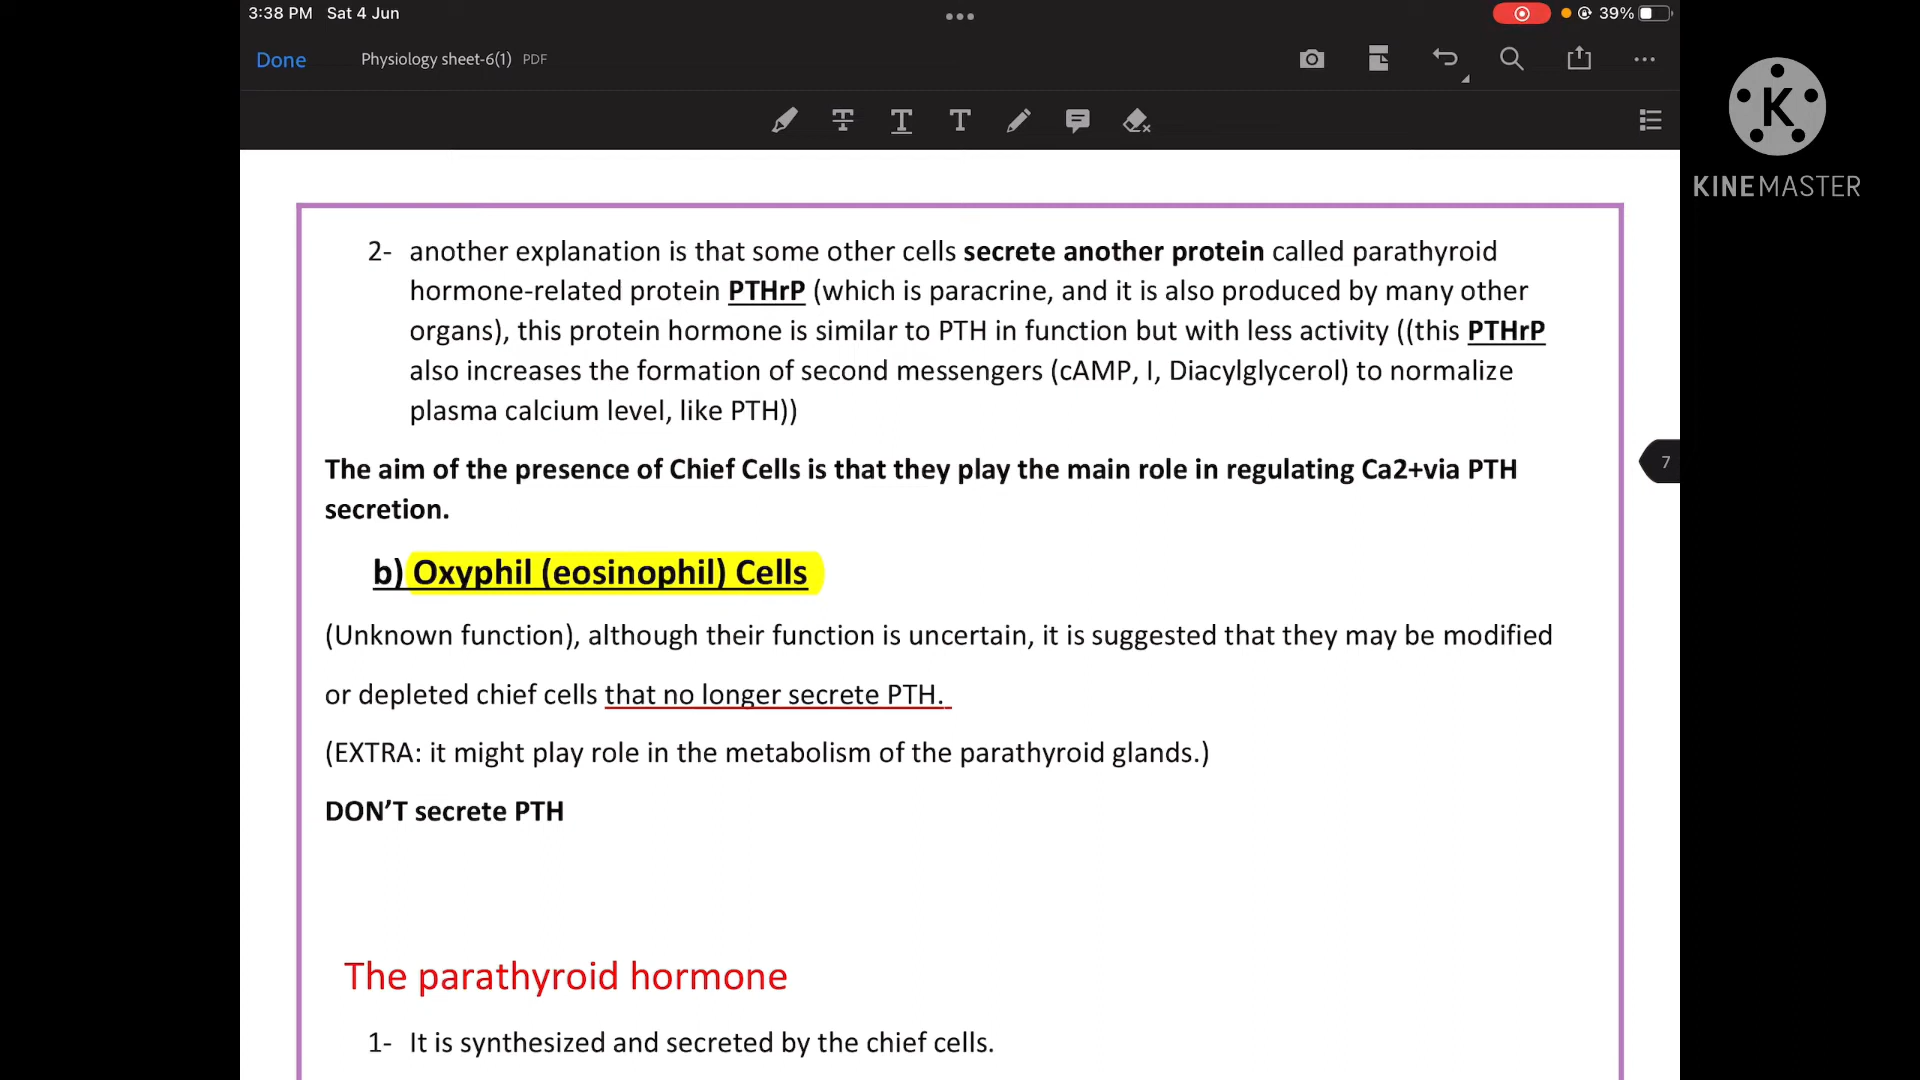 3:38 PM Sat 4 Jun
39%
Done
Physiology sheet-6(1) PDF
K
KINEMASTER
2- another explanation is that some other cells secrete another protein called parathyroid
hormone-related protein PTHrP (which is paracrine, and it is also produced by many other
organs), this protein hormone is similar to PTH in function but with less activity ((this PTHrP
also increases the formation of second messengers (cAMP, I, Diacylglycerol) to normalize
plasma calcium level, like PTH))
7
The aim of the presence of Chief Cells is that they play the main role in regulating Ca2+via PTH
secretion.
b) Oxyphil (eosinophil) Cells
(Unknown function), although their function is uncertain, it is suggested that they may be modified
or depleted chief cells that no longer secrete PTH.
(EXTRA: it might play role in the metabolism of the parathyroid glands.)
DON'T secrete PTH
The parathyroid hormone
1- It is synthesized and secreted by the chief cells.